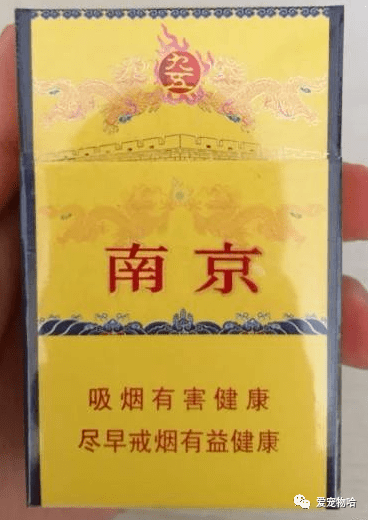 九五
南京
吸烟有害健康
尽早戒烟有益健康
爱宠物哈